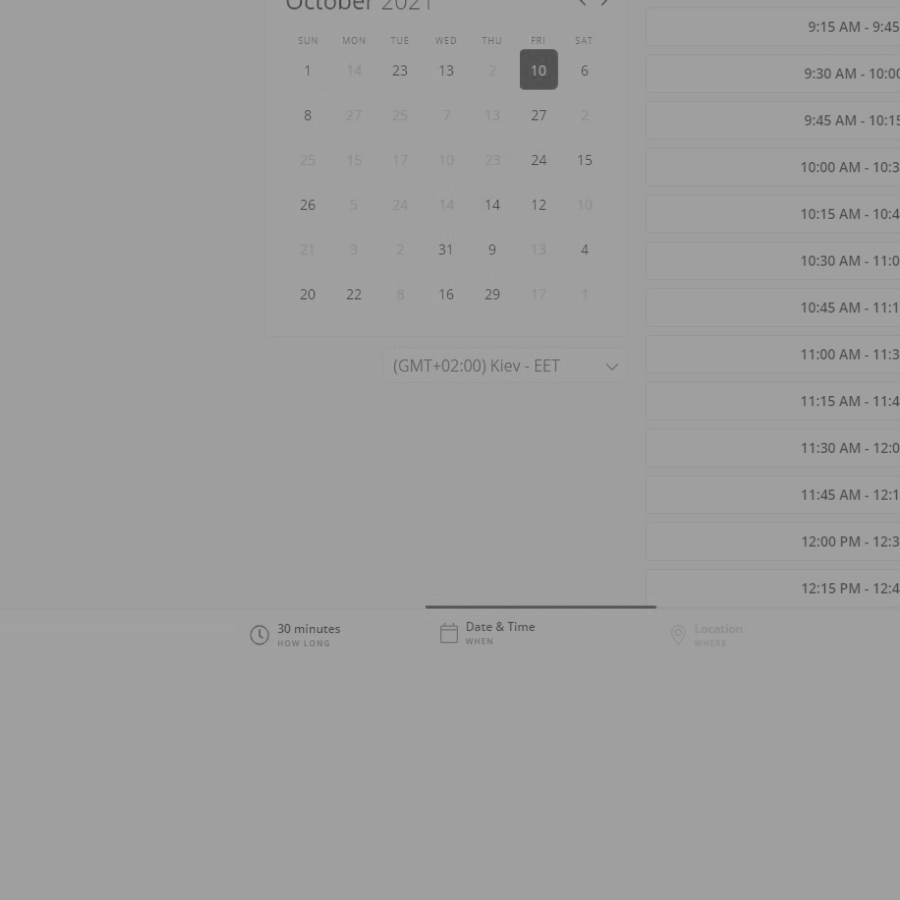 October 2021
SUN MON TUE WED THU FRI SAT
1 14 23 13 2 10 6
8 27 25 7 13 27 2
25 15 17 10 23 24 15
26 5 24 14 14 12 10
21 3 2 31 9 13 4
20 22 8 16 29 17 1
(GMT+02:00) Kiev - EET
9:15 AM - 9:45
9:30 AM - 10:00
9:45 AM - 10:15
10:00 AM - 10:3
10:15 AM - 10:4
10:30 AM - 11:0
10:45 AM - 11:1
11:00 AM - 11:3
11:15 AM - 11:4
11:30 AM - 12:0
11:45 AM - 12:1
12:00 PM - 12:3
12:15 PM - 12:4
30 minutes
HOW LONG
Date & Time
WHEN
Location
WHERE